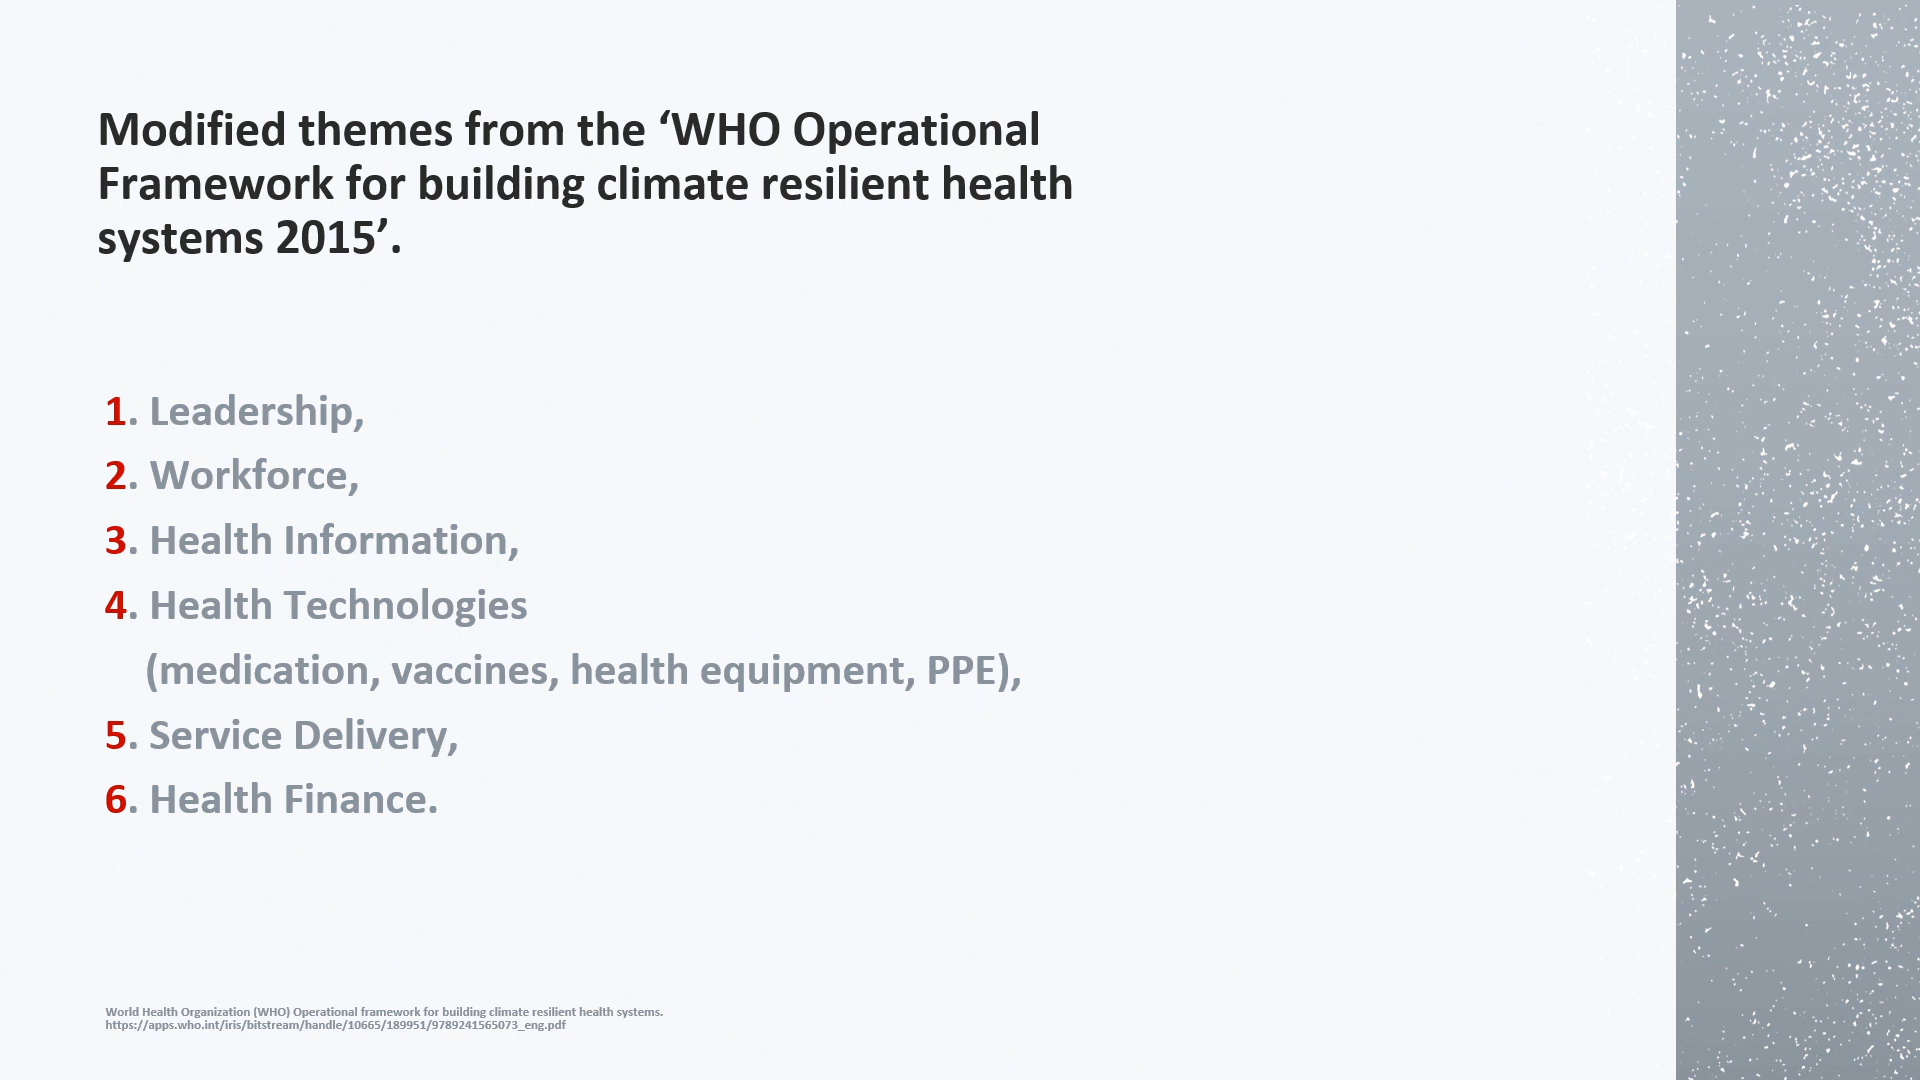 Modified themes from the ‘WHO Operational
Framework for building climate resilient health
systems 2015’.
1. Leadership,
2. Workforce,
3. Health Information,
4. Health Technologies
(medication, vaccines, health equipment, PPE),
5. Service Delivery,
6. Health Finance.
World Health Organization (WHO) Operational framework for building climate resilient health systems.
https://apps.who.int/iris/bitstream/handle/10665/189951/9789241565073_eng.pdf